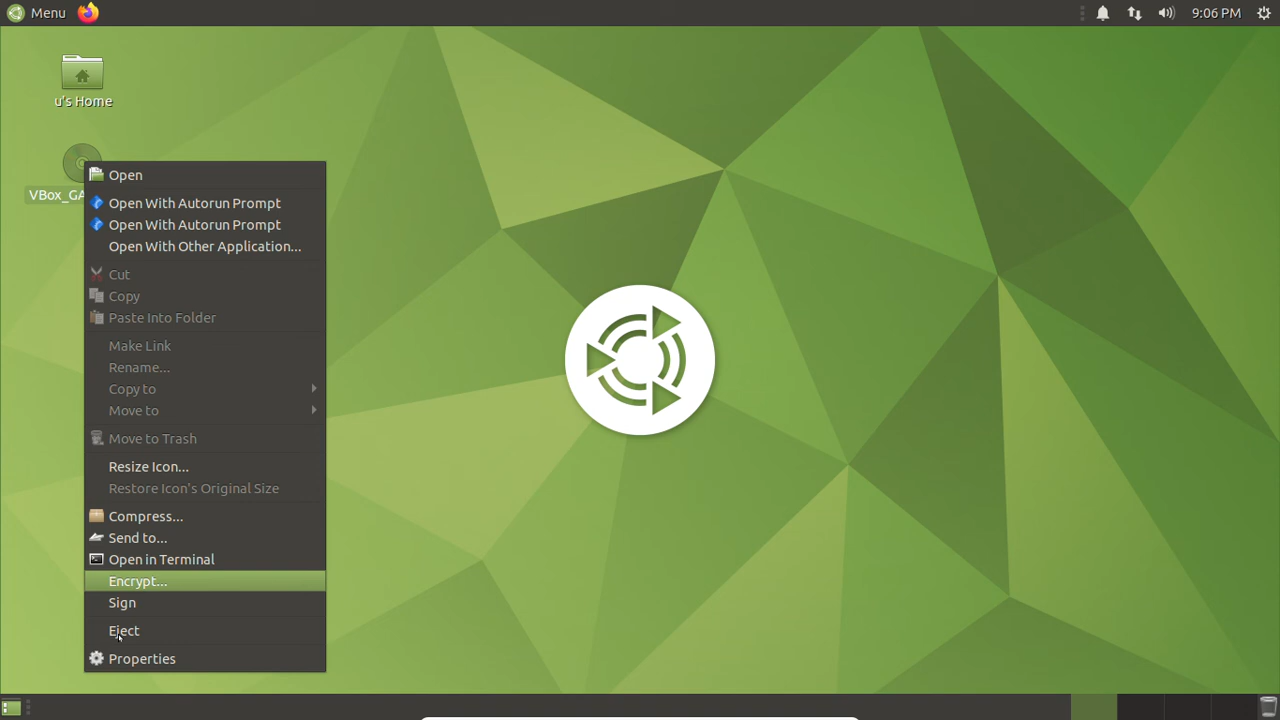 Menu
9:06 PM
u's Home
VBox_GA
Open
Open With Autorun Prompt
Open With Autorun Prompt
Open With Other Application...
Cut
Copy
Paste Into Folder
Make Link
Rename...
Copy to
Move to
Move to Trash
Resize Icon...
Restore Icon's Original Size
Compress...
Send to...
Open in Terminal
Encrypt...
Sign
Eject
Properties